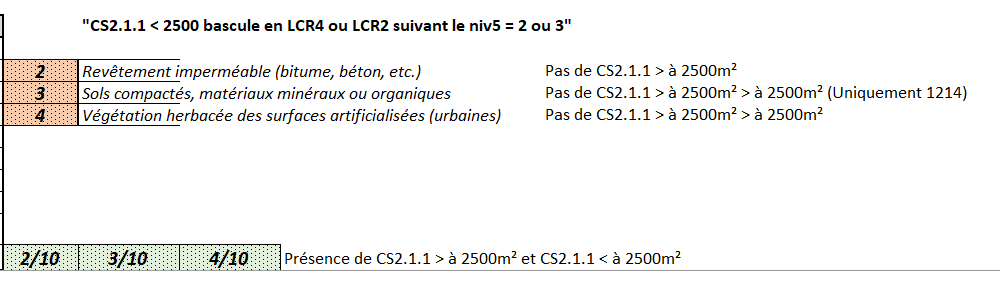 "CS2.1.1 < 2500 bascule en LCR4 ou LCR2 suivant le niv5 = 2 ou 3"
2 Revêtement imperméable (bitume, béton, etc.) Pas de CS2.1.1 > à 2500m²
3 Sols compactés, matériaux minéraux ou organiques Pas de CS2.1.1 > à 2500m² > à 2500m² (Uniquement 1214)
4 Végétation herbacée des surfaces artificialisées (urbaines) Pas de CS2.1.1 > à 2500m² > à 2500m²
2/10 3/10 4/10 Présence de CS2.1.1 > à 2500m² et CS2.1.1 < à 2500m²